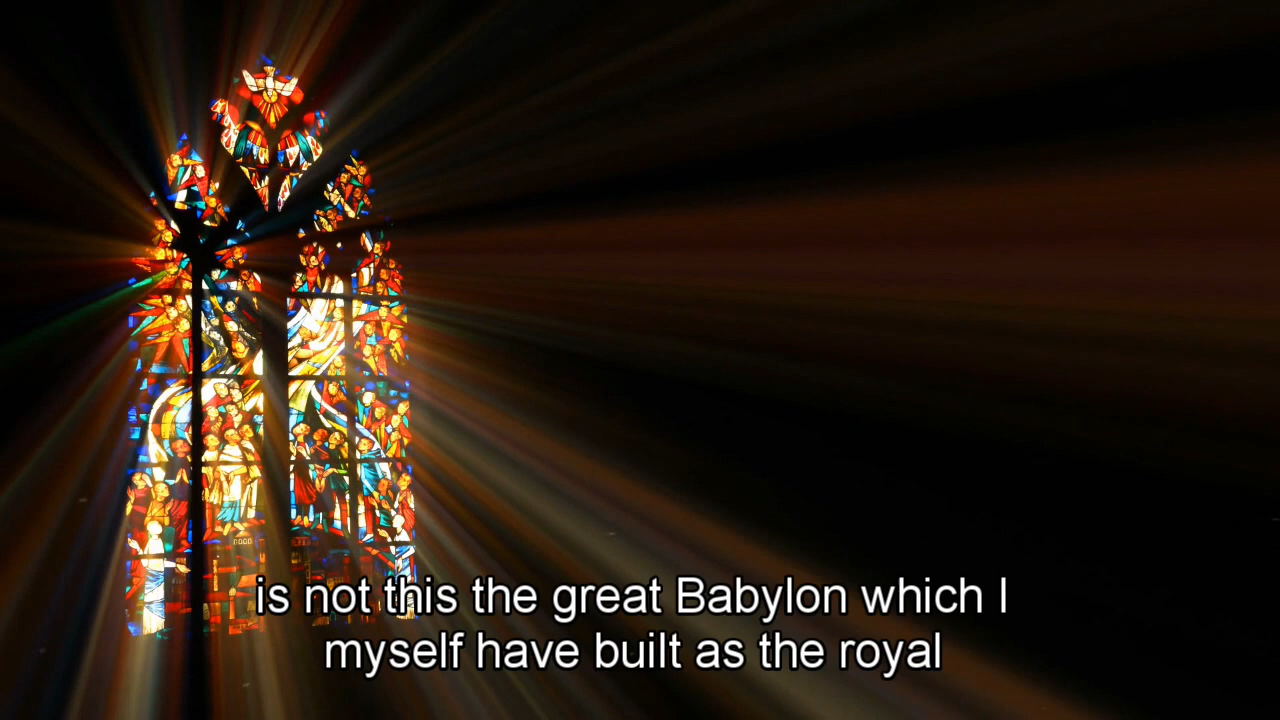 is not this the great Babylon which I
myself have built as the royal